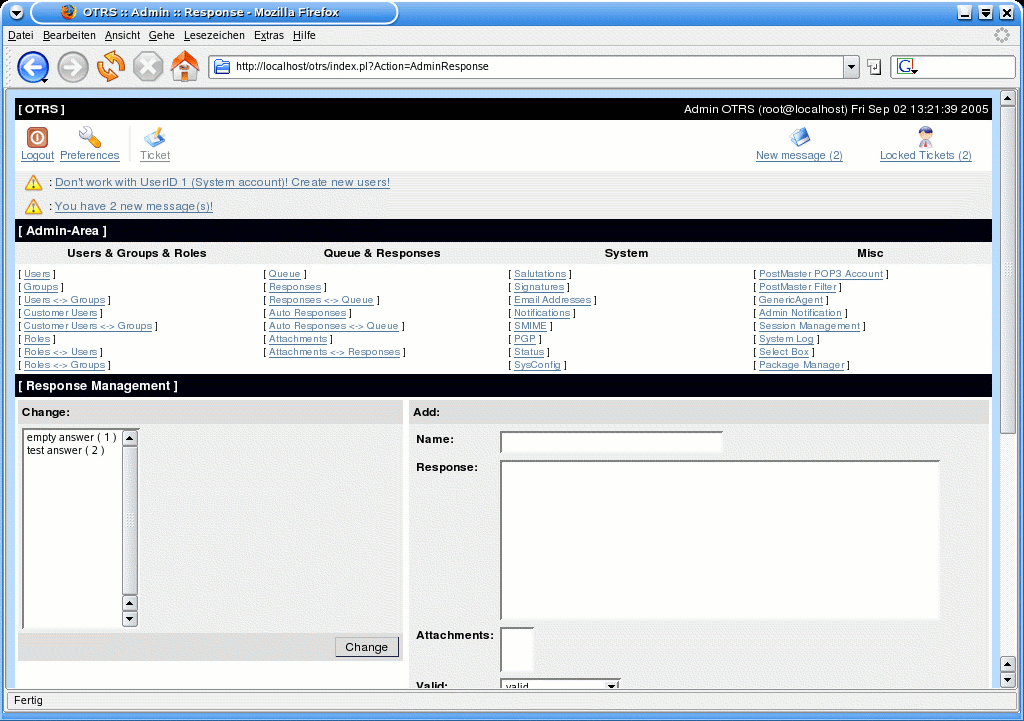 OTRS :: Admin :: Response - Mozilla Firefox
Datei Bearbeiten Ansicht Gehe Lesezeichen Extras Hilfe
http://localhost/otrs/index.pl?Action=AdminResponse
G
[ OTRS ] Admin OTRS (root@localhost) Fri Sep 02 13:21:39 2005
Logout Preferences Ticket New message (2) Locked Tickets (2)
: Don't work with UserID 1 (System account)! Create new users!
: You have 2 new message(s)!
[ Admin-Area ]
Users & Groups & Roles Queue & Responses System Misc
[ Users ] [ Queue ] [ Salutations ] [ PostMaster POP3 Account ]
[ Groups ] [ Responses ] [ Signatures ] [ PostMaster Filter ]
[ Users <-> Groups ] [ Responses <-> Queue ] [ Email Addresses ] [ GenericAgent ]
[ Customer Users ] [ Auto Responses ] [ Notifications ] [ Admin Notification ]
[ Customer Users <-> Groups ] [ Auto Responses <-> Queue ] [ SMIME ] [ Session Management ]
[ Roles ] [ Attachments ] [ PGP ] [ System Log ]
[ Roles <-> Users ] [ Attachments <-> Responses ] [ Status ] [ Select Box ]
[ Roles <-> Groups ] [ SysConfig ] [ Package Manager ]
[ Response Management ]
Change: Add:
empty answer ( 1 )
test answer ( 2 )
Change
Name:
Response:
Attachments:
Valid: valid
Fertig